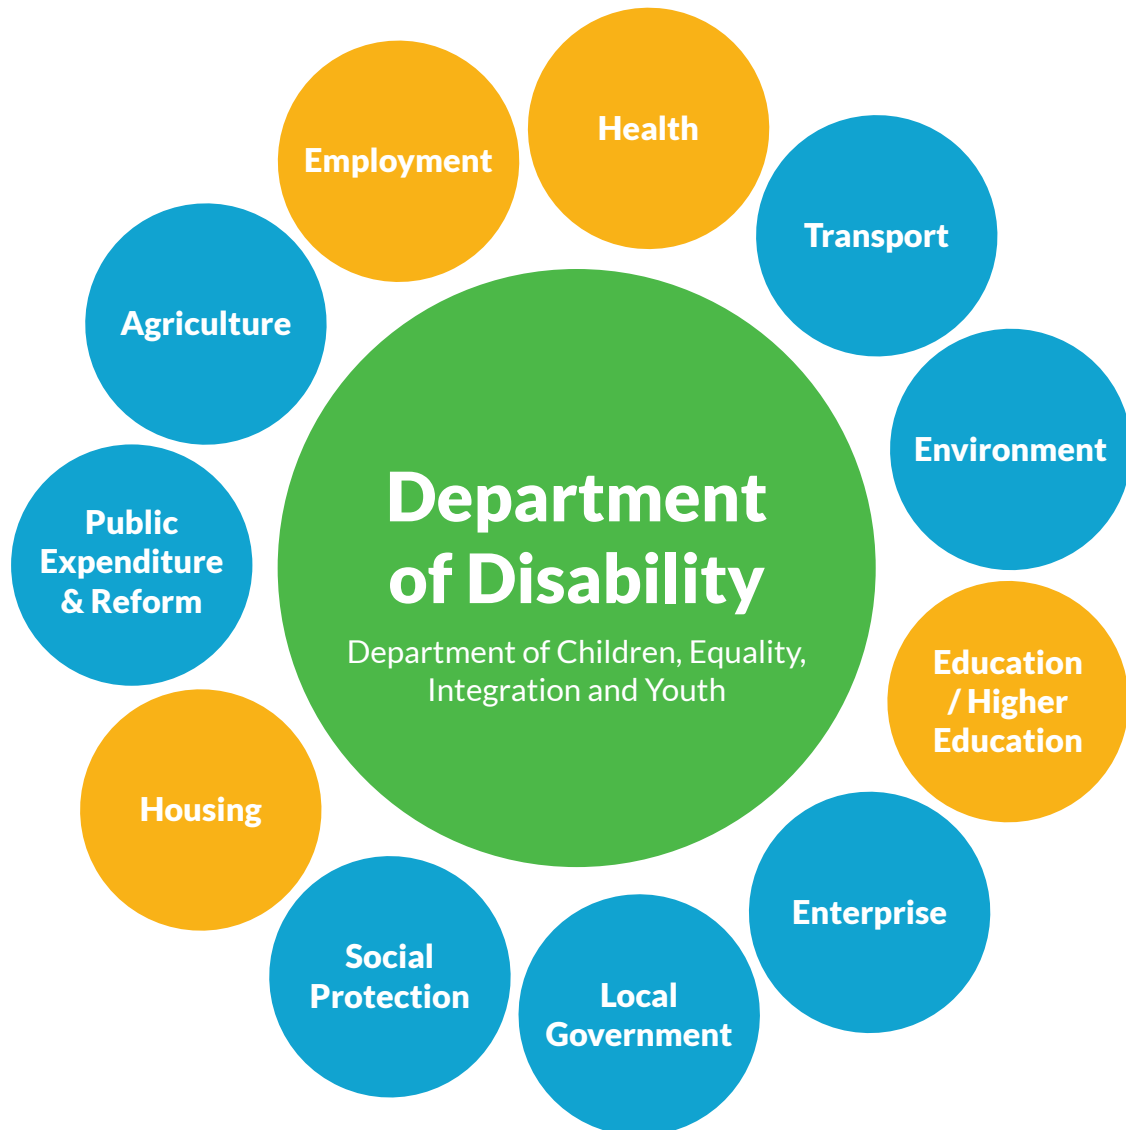 Health
Employment
Transport
Agriculture
Environment
Department
of Disability
Department of Children, Equality,
Integration and Youth
Public
Expenditure
& Reform
Education
/ Higher
Education
Housing
Enterprise
Social
Protection
Local
Government